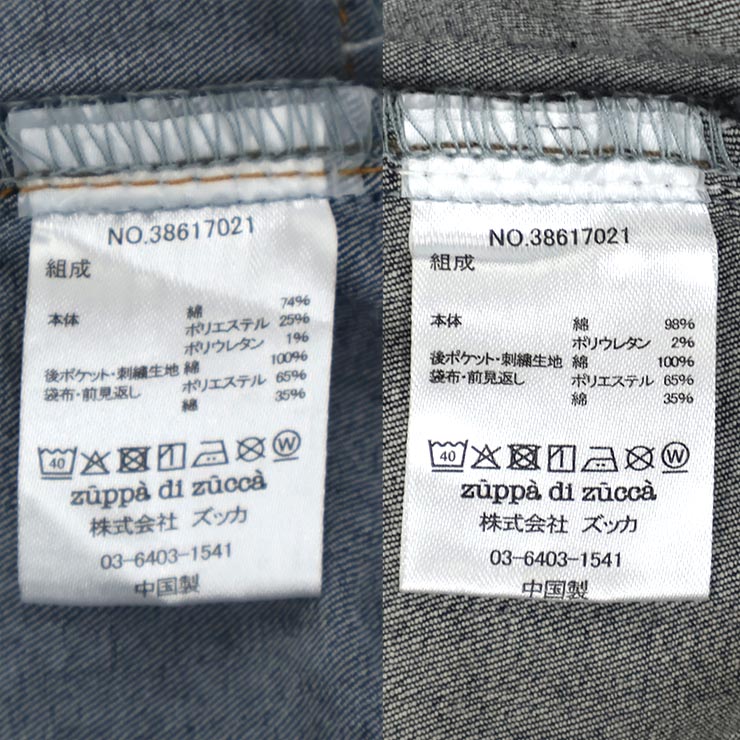 NO.38617021
組成
本体 綿 74%
ポリエステル 25%
ポリウレタン 1%
後ポケット・刺繍生地 綿 100%
袋布・前見返し ポリエステル 65%
綿 35%
40 W
zūppà di zūccà
株式会社 ズッカ
03-6403-1541
中国製
NO.38617021
組成
本体 綿 98%
ポリウレタン 2%
後ポケット・刺繍生地 綿 100%
袋布・前見返し ポリエステル 65%
綿 35%
40 W
zūppà di zūccà
株式会社 ズッカ
03-6403-1541
中国製